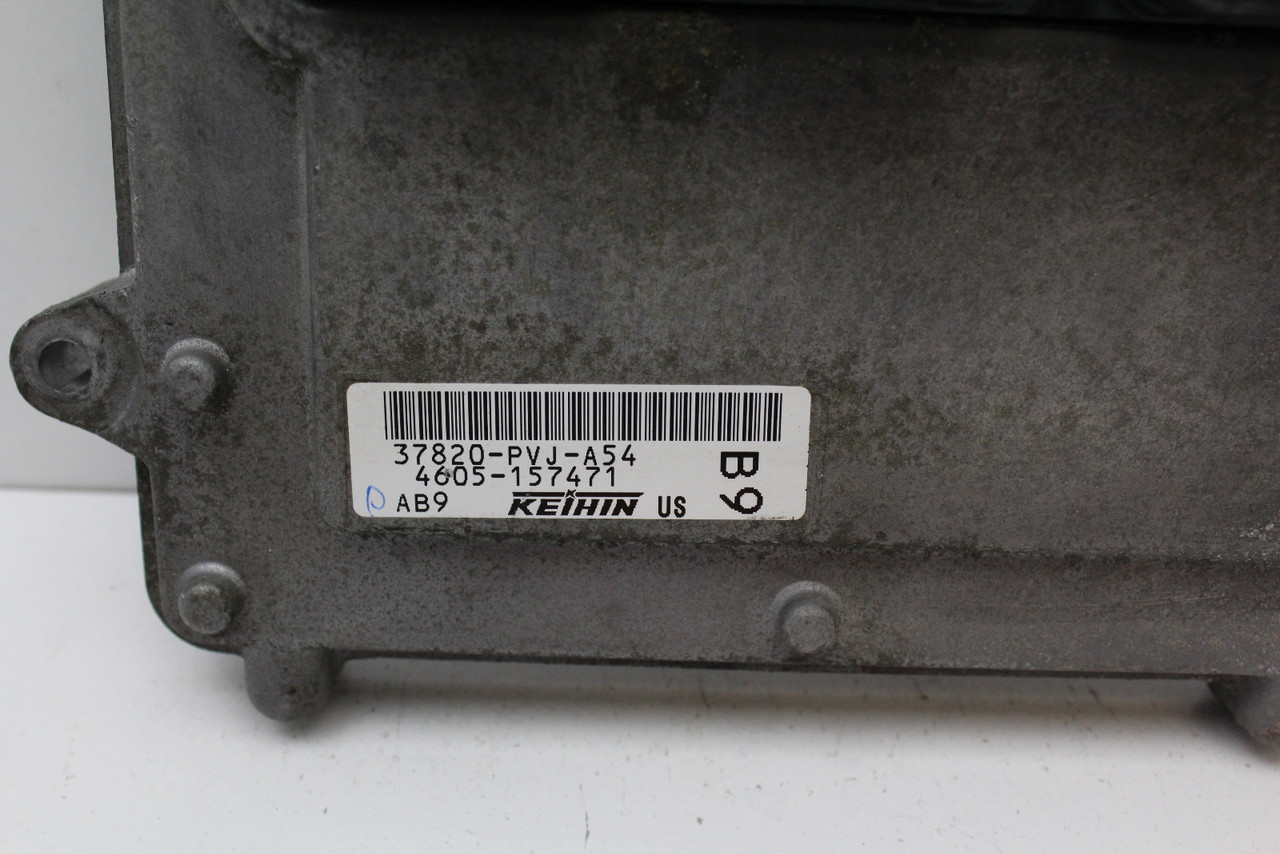 37820-PVJ-A54
4605-157471
AB9 KEIHIN US
B9